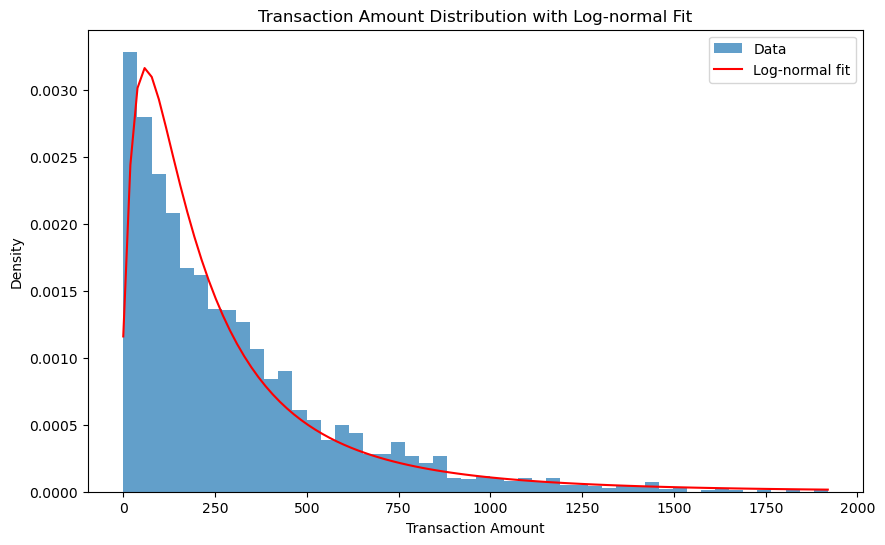 Transaction Amount Distribution with Log-normal Fit
Data
Log-normal fit
Density
0.0030
0.0025
0.0020
0.0015
0.0010
0.0005
0.0000
0 250 500 750 1000 1250 1500 1750 2000
Transaction Amount